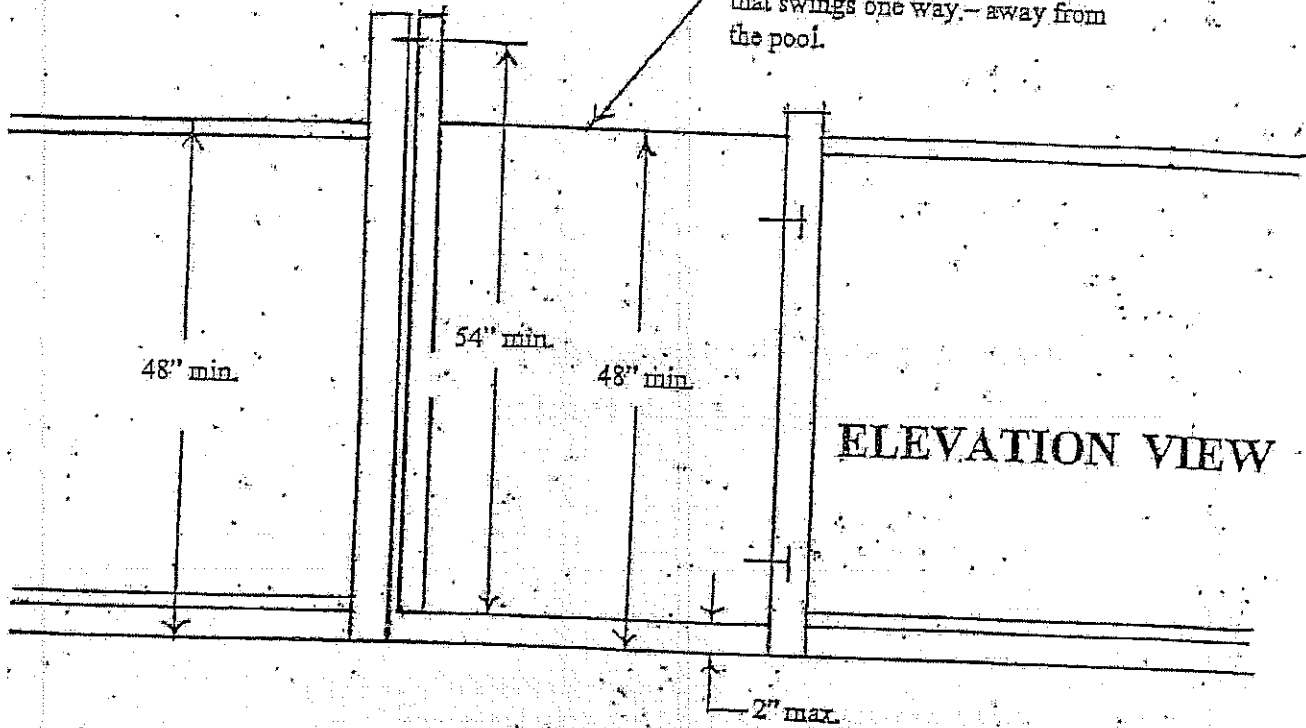 that swings one way.– away from
the pool.
48" min.
54" min.
48" min.
ELEVATION VIEW
2" max.